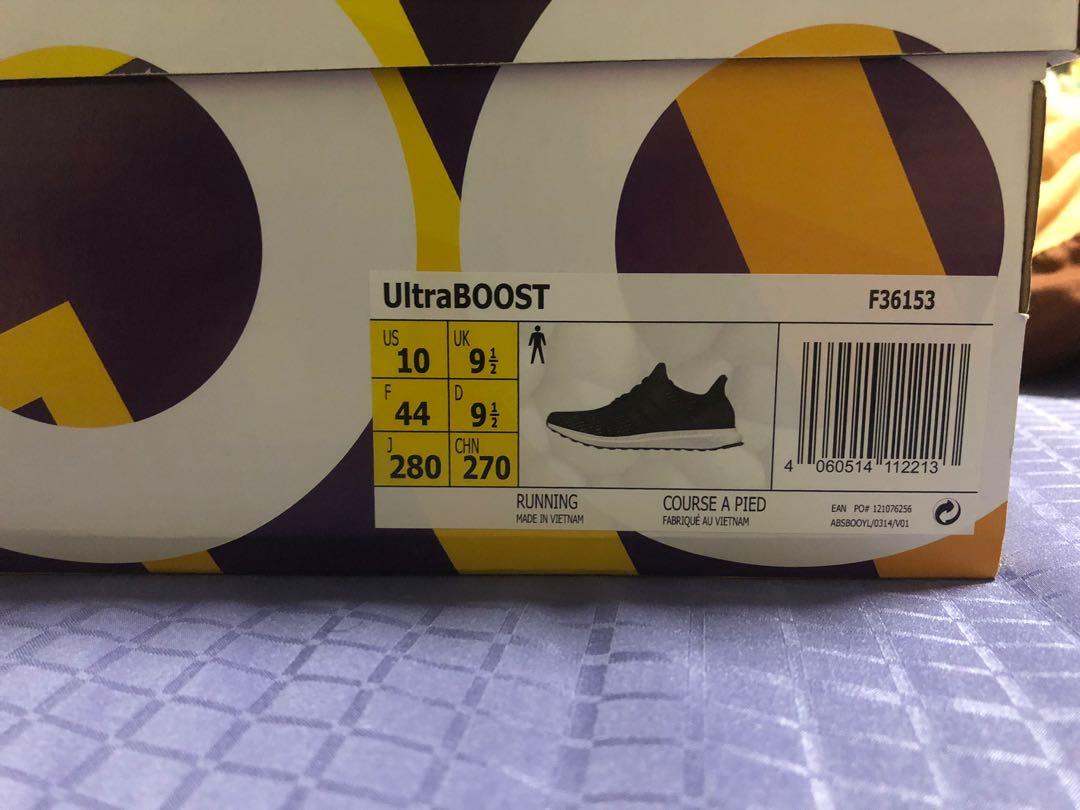 UltraBOOST F36153
US 10 UK 9½
F 44 D 9½
J 280 CHN 270
4 060514 112213
RUNNING COURSE A PIED
MADE IN VIETNAM FABRIQUÉ AU VIETNAM
EAN PO# 121076256
ABSBOOYL/0314/V01